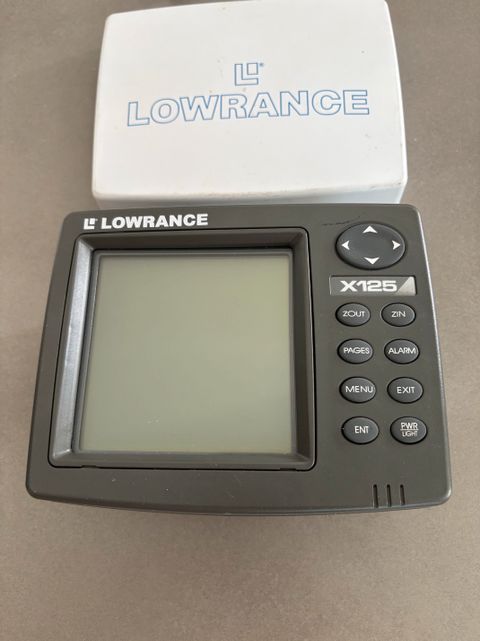 LOWRANCE
LOWRANCE
X125
ZOUT ZIN
PAGES ALARM
MENU EXIT
ENT PWR
LIGHT